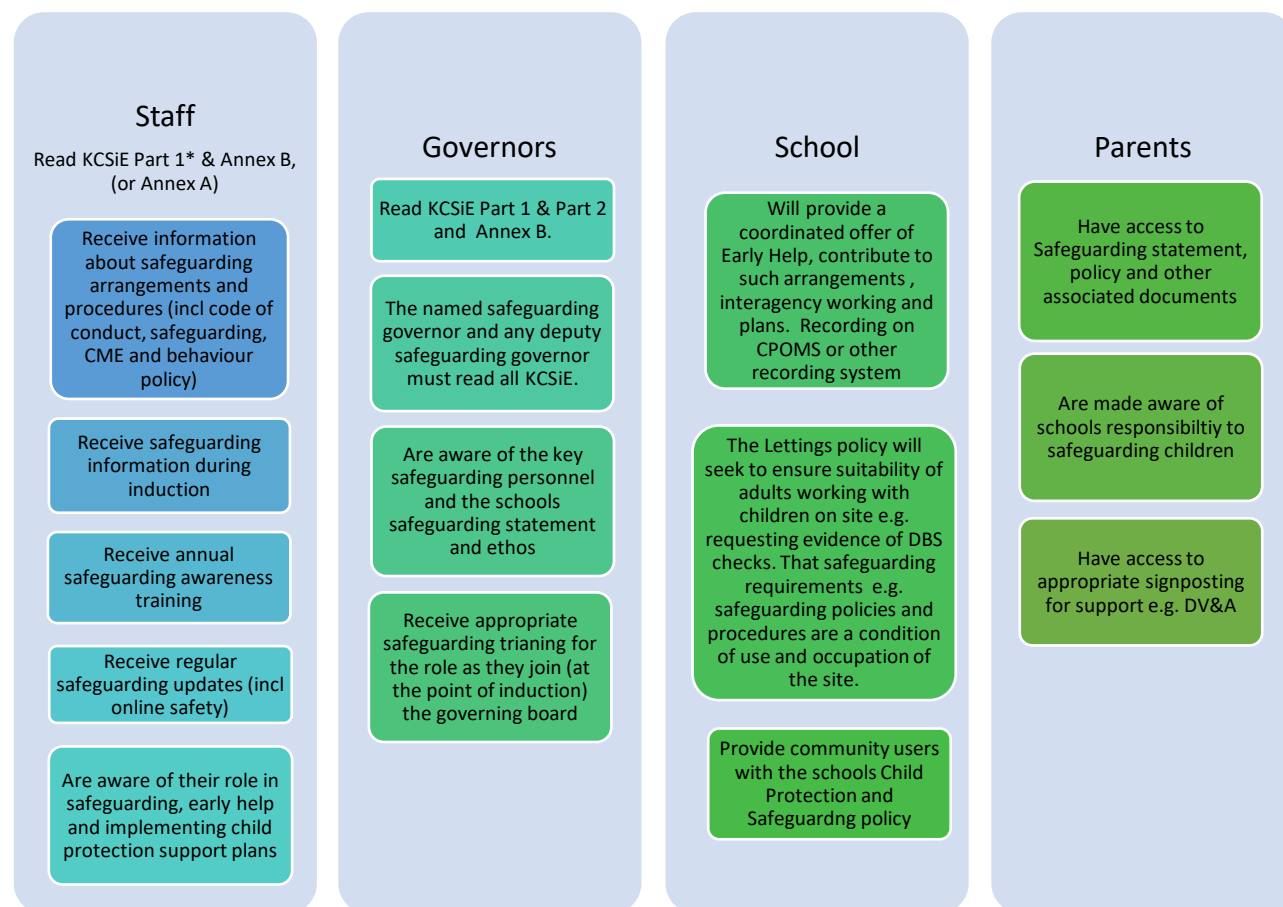 Staff
Read KCSiE Part 1* & Annex B,
(or Annex A)
Receive information
about safeguarding
arrangements and
procedures (incl code of
conduct, safeguarding,
CME and behaviour
policy)
Receive safeguarding
information during
induction
Receive annual
safeguarding awareness
training
Receive regular
safeguarding updates (incl
online safety)
Are aware of their role in
safeguarding, early help
and implementing child
protection support plans
Governors
Read KCSiE Part 1 & Part 2
and Annex B.
The named safeguarding
governor and any deputy
safeguarding governor
must read all KCSiE.
Are aware of the key
safeguarding personnel
and the schools
safeguarding statement
and ethos
Receive appropriate
safeguarding trianing for
the role as they join (at
the point of induction)
the governing board
School
Will provide a
coordinated offer of
Early Help, contribute to
such arrangements ,
interagency working and
plans. Recording on
CPOMS or other
recording system
The Lettings policy will
seek to ensure suitability of
adults working with
children on site e.g.
requesting evidence of DBS
checks. That safeguarding
requirements e.g.
safeguarding policies and
procedures are a condition
of use and occupation of
the site.
Provide community users
with the schools Child
Protection and
Safeguardng policy
Parents
Have access to
Safeguarding statement,
policy and other
associated documents
Are made aware of
schools responsibiltiy to
safeguarding children
Have access to
appropriate signposting
for support e.g. DV&A